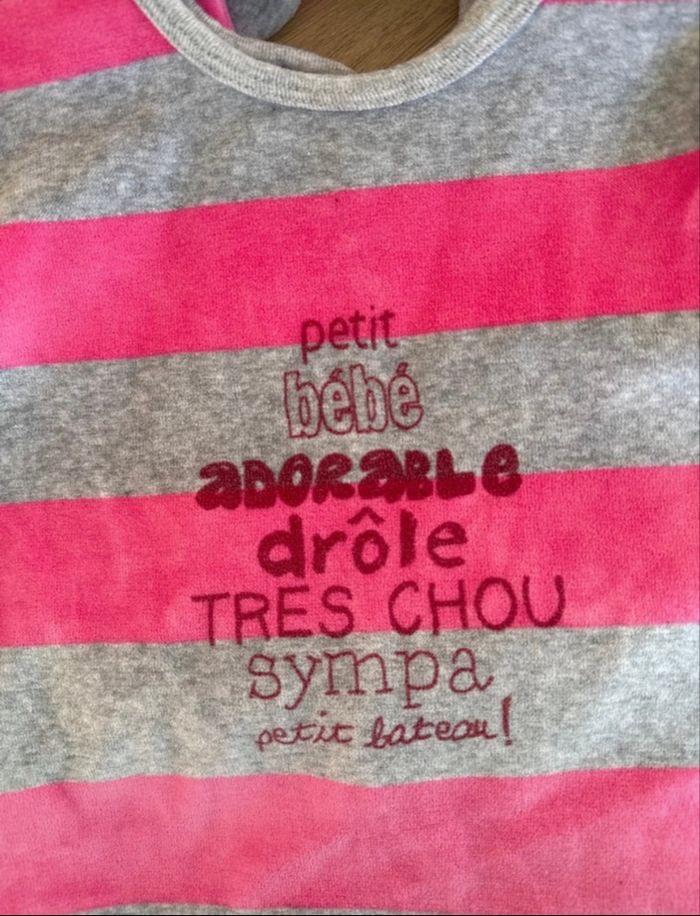 petit
bébé
ADORABLe
drôle
TRES CHOU
sympa
petit bateau!